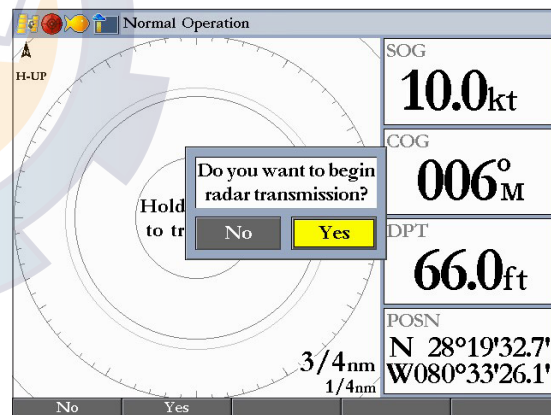 Normal Operation
H-UP
Hold
to tr
Do you want to begin
radar transmission?
No
Yes
3/4nm
1/4nm
SOG
10.0kt
COG
006°M
DPT
66.0ft
POSN
N 28°19'32.7'
W080°33'26.1'
No Yes